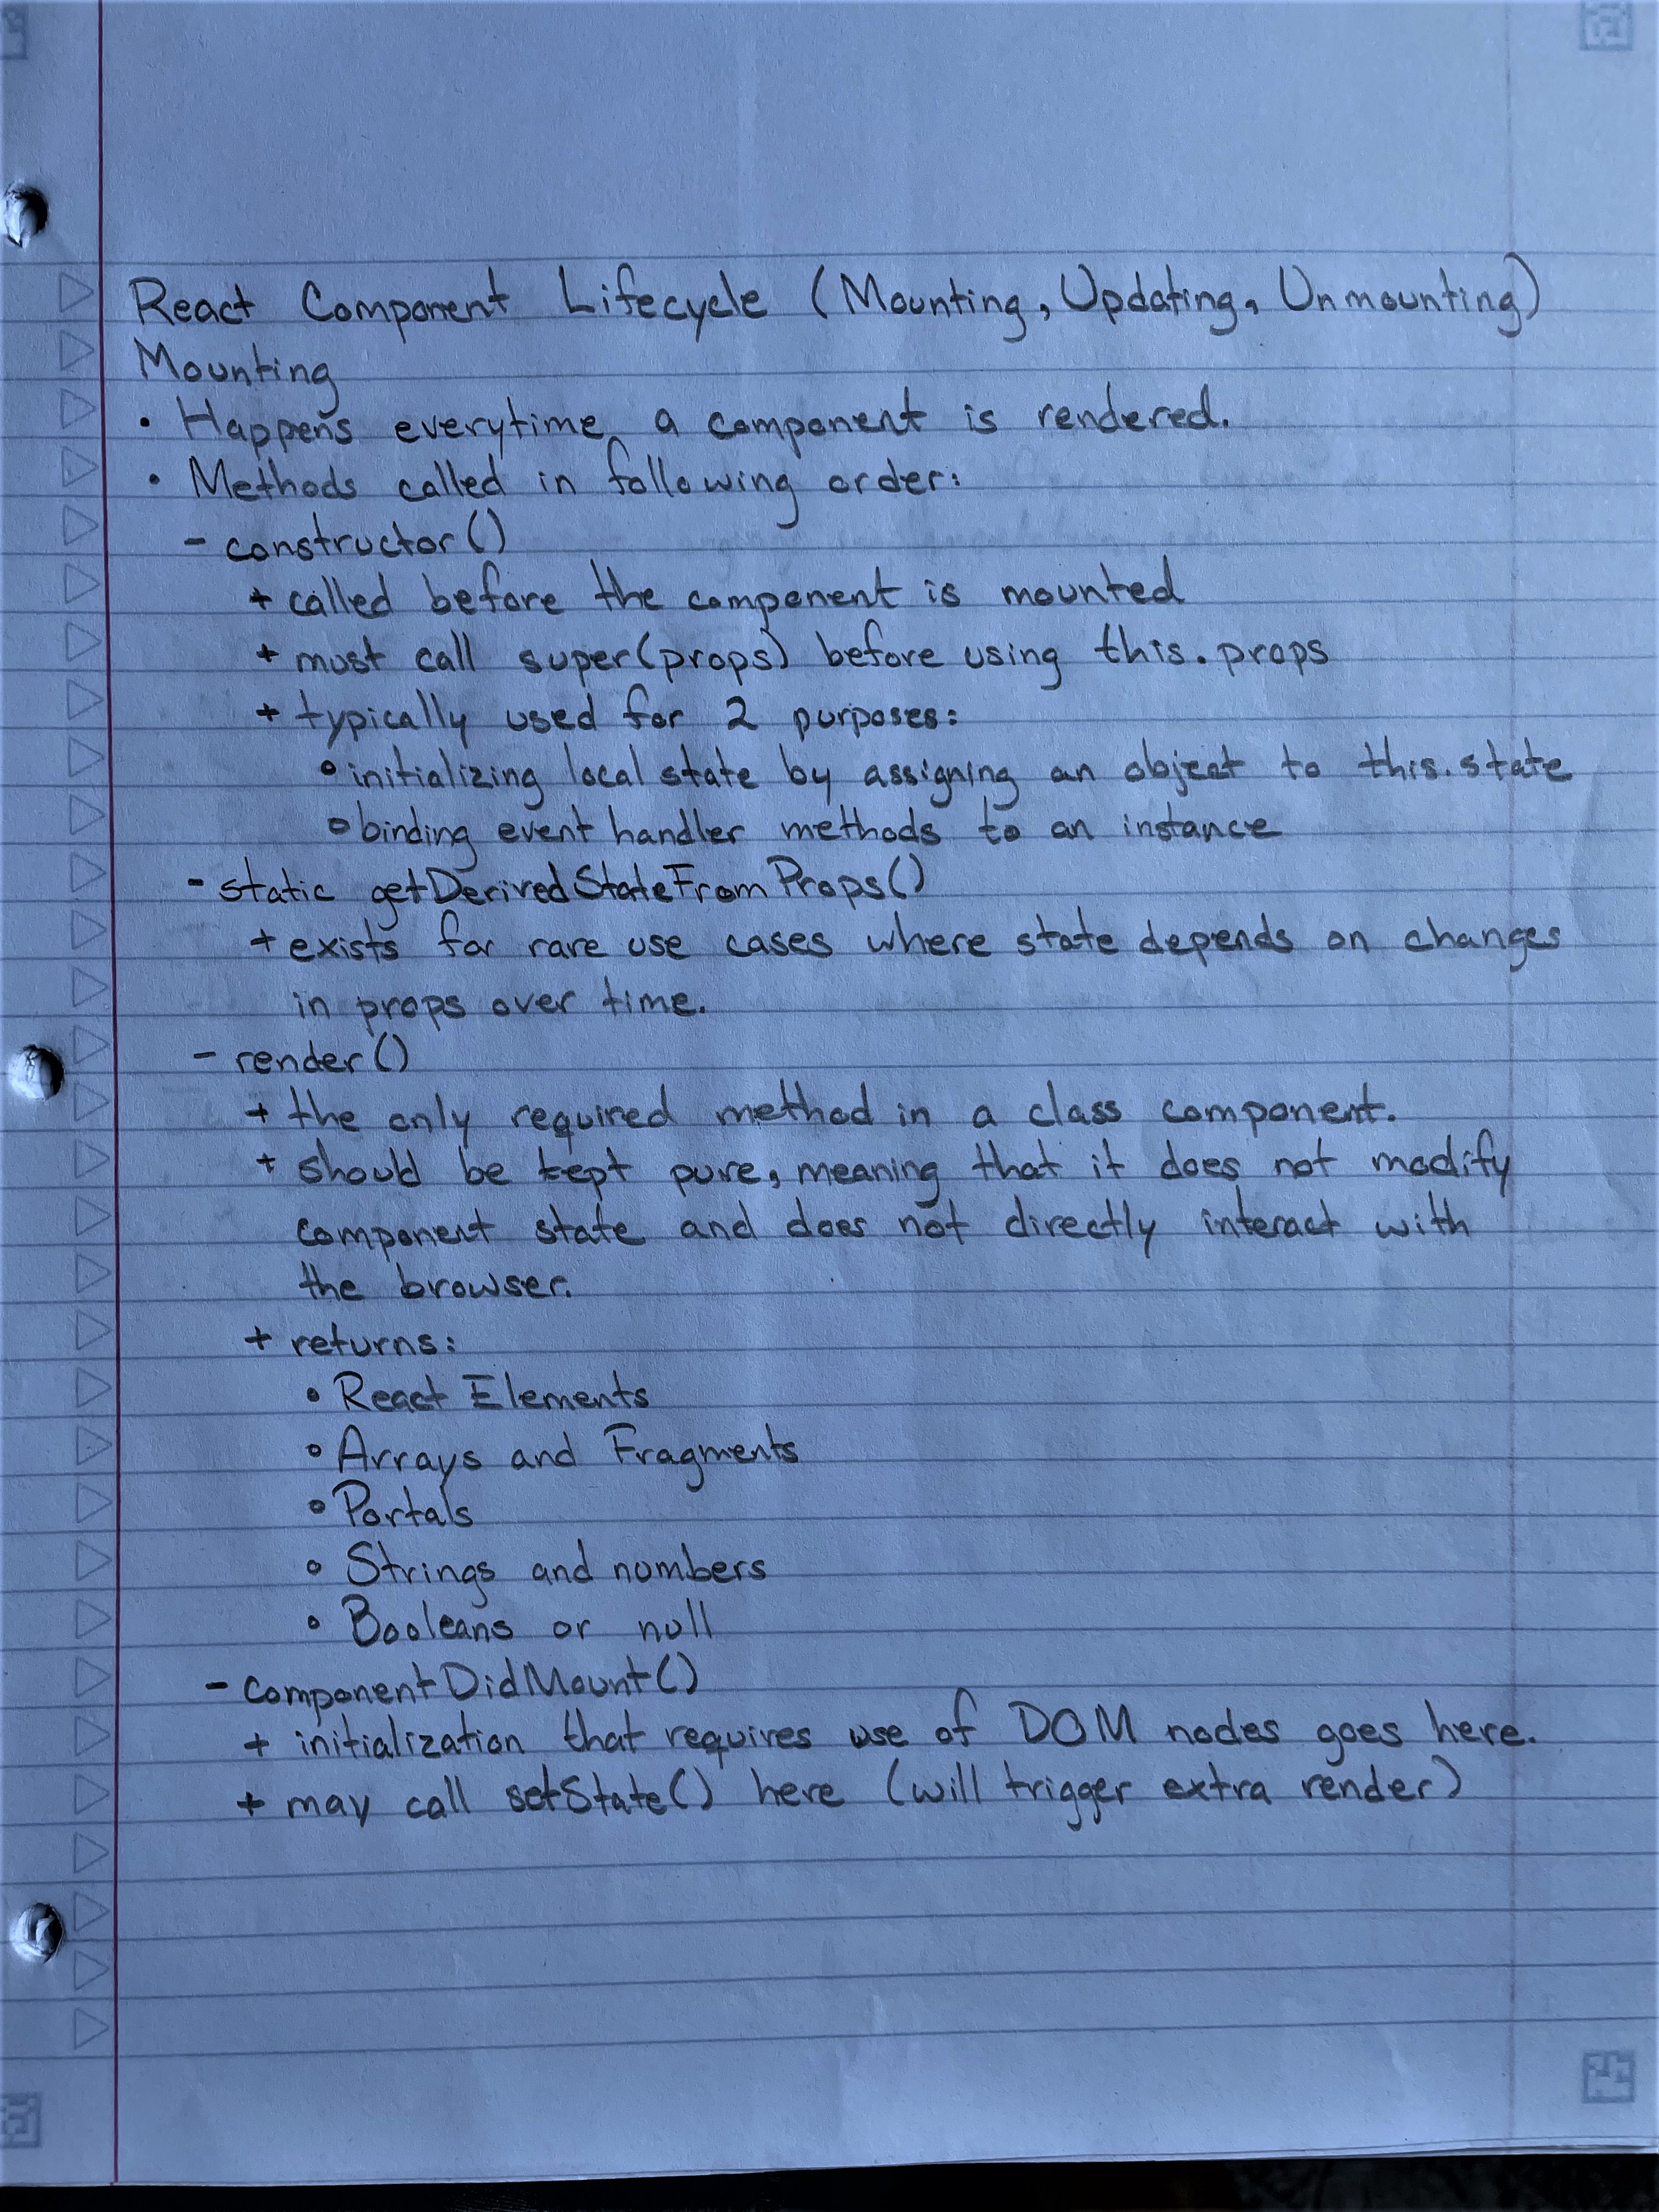 React Component Lifecycle (Mounting, Updating, Unmounting)
Mounting
• Happens everytime a component is rendered.
• Methods called in following order:
- constructor()
+ called before the component is mounted
+ must call super(props) before using this.props
+ typically used for 2 purposes:
• initializing local state by assigning an object to this.state
• binding event handler methods to an instance
- static getDerivedStateFromProps()
+ exists for rare use cases where state depends on changes
in props over time.
- render()
+ the only required method in a class component.
+ should be kept pure, meaning that it does not modify
component state and does not directly interact with
the browser.
+ returns:
• React Elements
• Arrays and Fragments
• Portals
• Strings and numbers
• Booleans or null
- componentDidMount()
+ initialization that requires use of DOM nodes goes here.
+ may call setState() here (will trigger extra render)